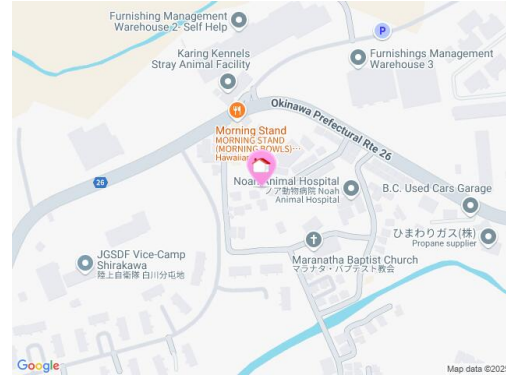 Furnishing Management
Warehouse 2- Self Help
P
Karing Kennels
Stray Animal Facility
Furnishings Management
Warehouse 3
Okinawa Prefectural Rte 26
Morning Stand
MORNING STAND
(MORNING BOWLS)…
Hawaiian
26
Noah Animal Hospital
ノア動物病院 Noah
Animal Hospital
B.C. Used Cars Garage
ひまわりガス(株)
Propane supplier
JGSDF Vice-Camp
Shirakawa
陸上自衛隊 白川分屯地
Maranatha Baptist Church
マラナタ・バプテスト教会
Google
Map data ©2025